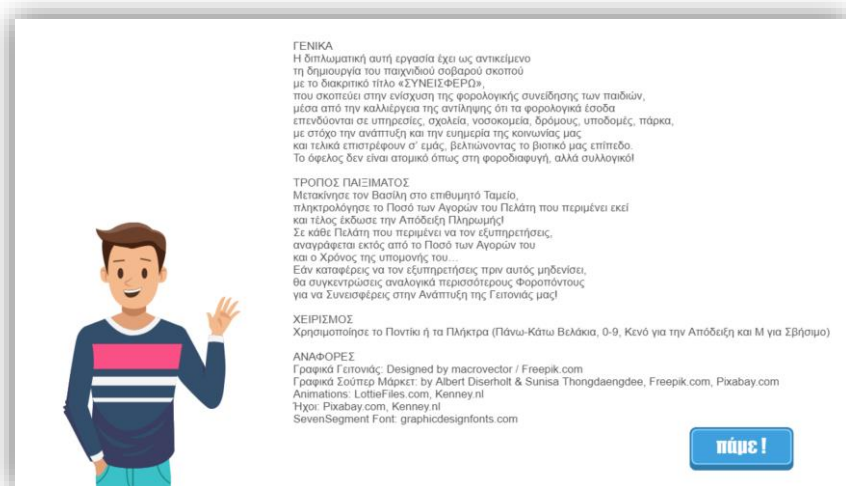 ΓΕΝΙΚΑ
Η διπλωματική αυτή εργασία έχει ως αντικείμενο
τη δημιουργία του παιχνιδιού σοβαρού σκοπού
με το διακριτικό τίτλο «ΣΥΝΕΙΣΦΕΡΩ»,
που σκοπεύει στην ενίσχυση της φορολογικής συνείδησης των παιδιών,
μέσα από την καλλιέργεια της αντίληψης ότι τα φορολογικά έσοδα
επενδύονται σε υπηρεσίες, σχολεία, νοσοκομεία, δρόμους, υποδομές, πάρκα,
με στόχο την ανάπτυξη και την ευημερία της κοινωνίας μας
και τελικά επιστρέφουν σ' εμάς, βελτιώνοντας το βιοτικό μας επίπεδο.
Το όφελος δεν είναι ατομικό όπως στη φοροδιαφυγή, αλλά συλλογικό!
ΤΡΟΠΟΣ ΠΑΙΞΙΜΑΤΟΣ
Μετακίνησε τον Βασίλη στο επιθυμητό Ταμείο,
πληκτρολόγησε το Ποσό των Αγορών του Πελάτη που περιμένει εκεί
και τέλος έκδωσε την Απόδειξη Πληρωμής!
Σε κάθε Πελάτη που περιμένει να τον εξυπηρετήσεις,
αναγράφεται εκτός από το Ποσό των Αγορών του
και ο Χρόνος της υπομονής του...
Εάν καταφέρεις να τον εξυπηρετήσεις πριν αυτός μηδενίσει,
θα συγκεντρώσεις αναλογικά περισσότερους Φοροπόντους
για να Συνεισφέρεις στην Ανάπτυξη της Γειτονιάς μας!
ΧΕΙΡΙΣΜΟΣ
Χρησιμοποίησε το Ποντίκι ή τα Πλήκτρα (Πάνω-Κάτω Βελάκια, 0-9, Κενό για την Απόδειξη και Μ για Σβήσιμο)
ΑΝΑΦΟΡΕΣ
Γραφικά Γειτονιάς: Designed by macrovector / Freepik.com
Γραφικά Σούπερ Μάρκετ: by Albert Diserholt & Sunisa Thongdaengdee, Freepik.com, Pixabay.com
Animations: LottieFiles.com, Kenney.nl
Ήχοι: Pixabay.com, Kenney.nl
SevenSegment Font: graphicdesignfonts.com
πάμε !